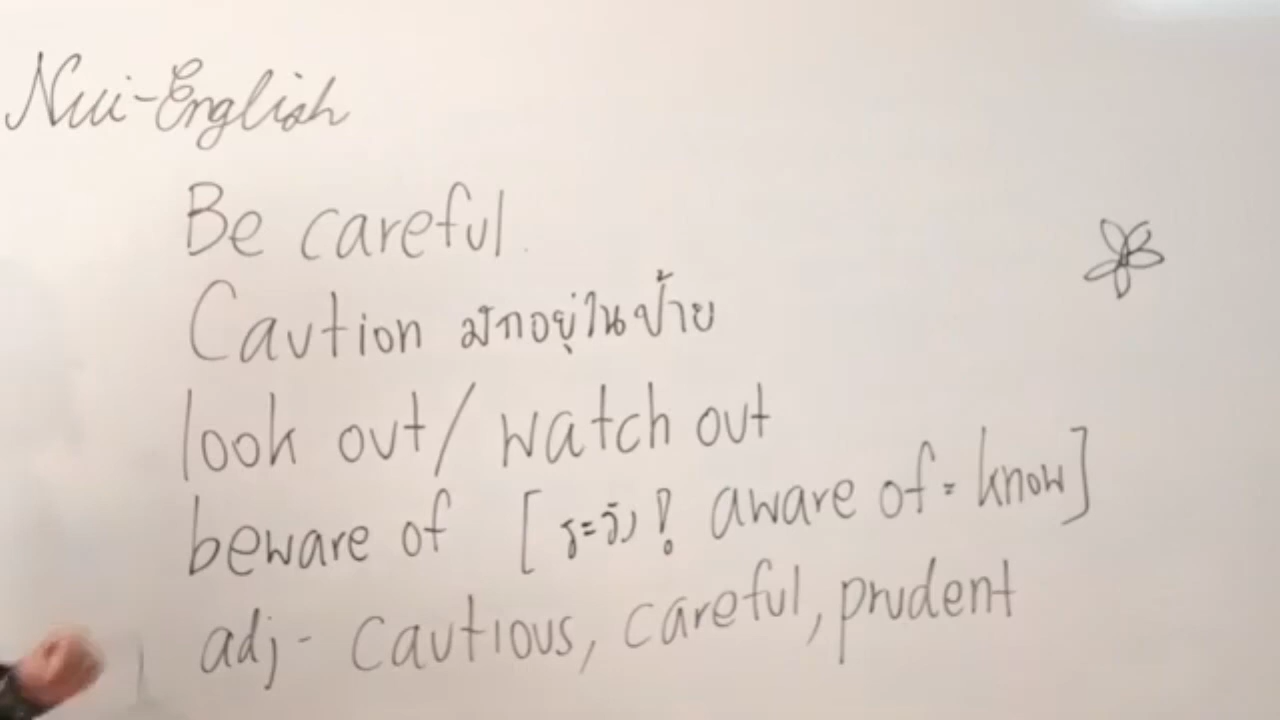 Nui-English
Be careful
Caution มักอยู่ในป้าย
look out/ watch out
beware of [ระวัง! aware of = know]
adj - cautious, careful, prudent